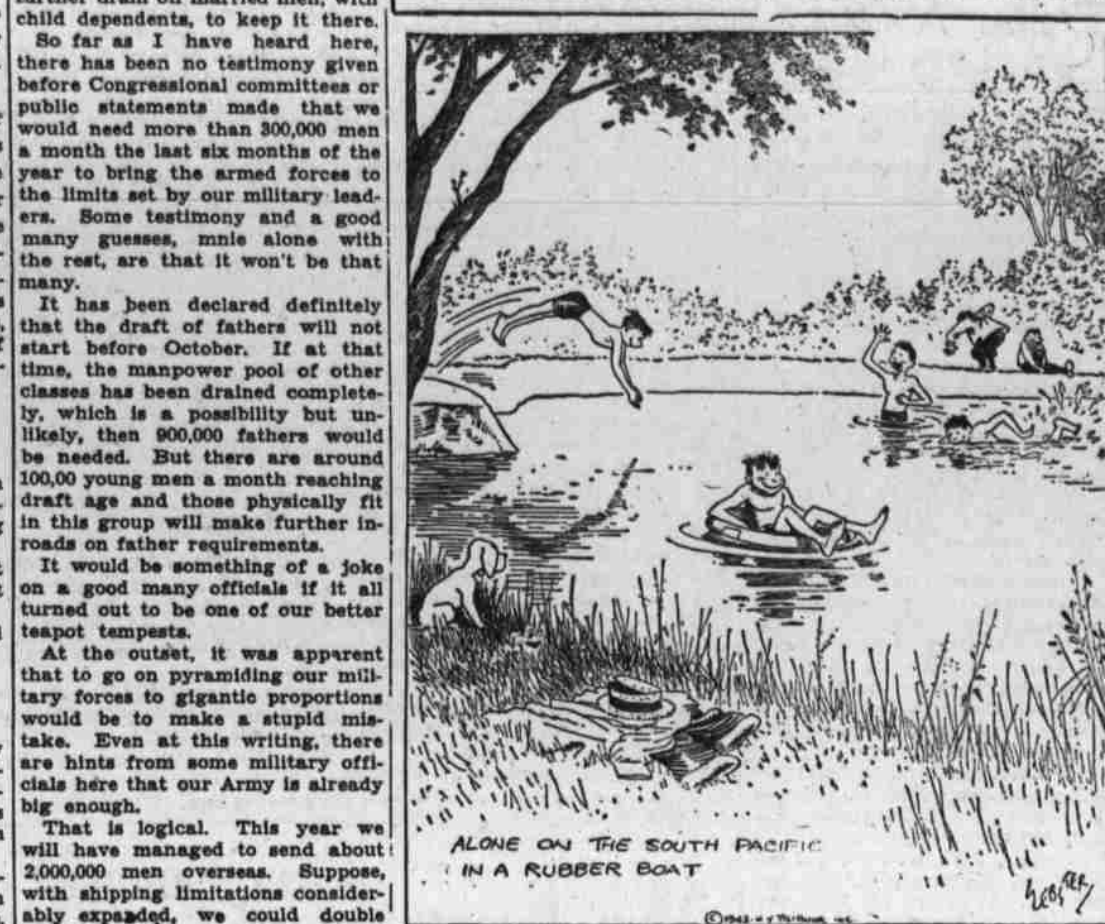 further drain on married men, with
child dependents, to keep it there.
So far as I have heard here,
there has been no testimony given
before Congressional committees or
public statements made that we
would need more than 300,000 men
a month the last six months of the
year to bring the armed forces to
the limits set by our military lead-
ers. Some testimony and a good
many guesses, mnie alone with
the rest, are that it won't be that
many.
It has been declared definitely
that the draft of fathers will not
start before October. If at that
time, the manpower pool of other
classes has been drained complete-
ly, which is a possibility but un-
likely, then 900,000 fathers would
be needed. But there are around
100,00 young men a month reaching
draft age and those physically fit
in this group will make further in-
roads on father requirements.
It would be something of a joke
on a good many officials if it all
turned out to be one of our better
teapot tempests.
At the outset, it was apparent
that to go on pyramiding our mili-
tary forces to gigantic proportions
would be to make a stupid mis-
take. Even at this writing, there
are hints from some military offi-
cials here that our Army is already
big enough.
That is logical. This year we
will have managed to send about
2,000,000 men overseas. Suppose,
with shipping limitations consider-
ably expanded, we could double
ALONE ON THE SOUTH PACIFIC
IN A RUBBER BOAT
WEBSTER
© 1943 N Y TRIBUNE INC